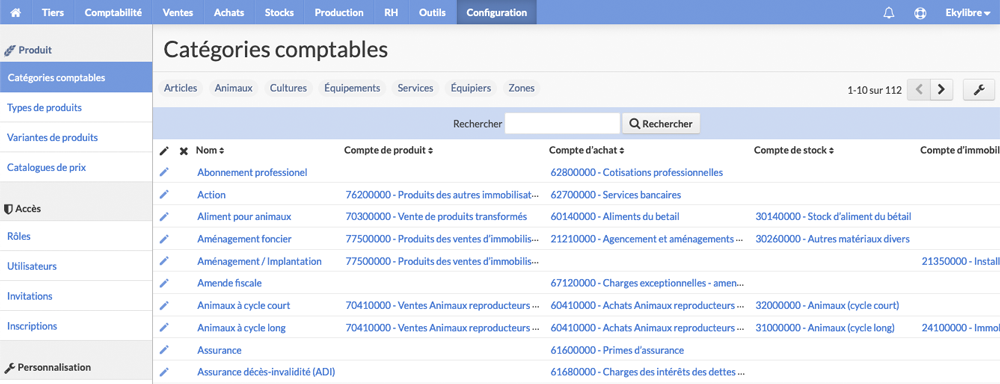 Tiers Comptabilité Ventes Achats Stocks Production RH Outils Configuration Ekylibre
Produit
Catégories comptables
Types de produits
Variantes de produits
Catalogues de prix
Accès
Rôles
Utilisateurs
Invitations
Inscriptions
Personnalisation
Catégories comptables
Articles Animaux Cultures Équipements Services Équipiers Zones 1-10 sur 112
Rechercher Rechercher
Nom Compte de produit Compte d'achat Compte de stock Compte d'immobil
Abonnement professionel 62800000 - Cotisations professionnelles
Action 76200000 - Produits des autres immobilisat... 62700000 - Services bancaires
Aliment pour animaux 70300000 - Vente de produits transformés 60140000 - Aliments du betail 30140000 - Stock d'aliment du bétail
Aménagement foncier 77500000 - Produits des ventes d'immobilis... 21210000 - Agencement et aménagements ... 30260000 - Autres matériaux divers
Aménagement / Implantation 77500000 - Produits des ventes d'immobilis... 21350000 - Install
Amende fiscale 67120000 - Charges exceptionnelles - amen...
Animaux à cycle court 70410000 - Ventes Animaux reproducteurs ... 60410000 - Achats Animaux reproducteurs ... 32000000 - Animaux (cycle court)
Animaux à cycle long 70410000 - Ventes Animaux reproducteurs ... 60410000 - Achats Animaux reproducteurs ... 31000000 - Animaux (cycle long) 24100000 - Immol
Assurance 61600000 - Primes d'assurance
Assurance décès-invalidité (ADI) 61680000 - Charges des intérêts des dettes ...